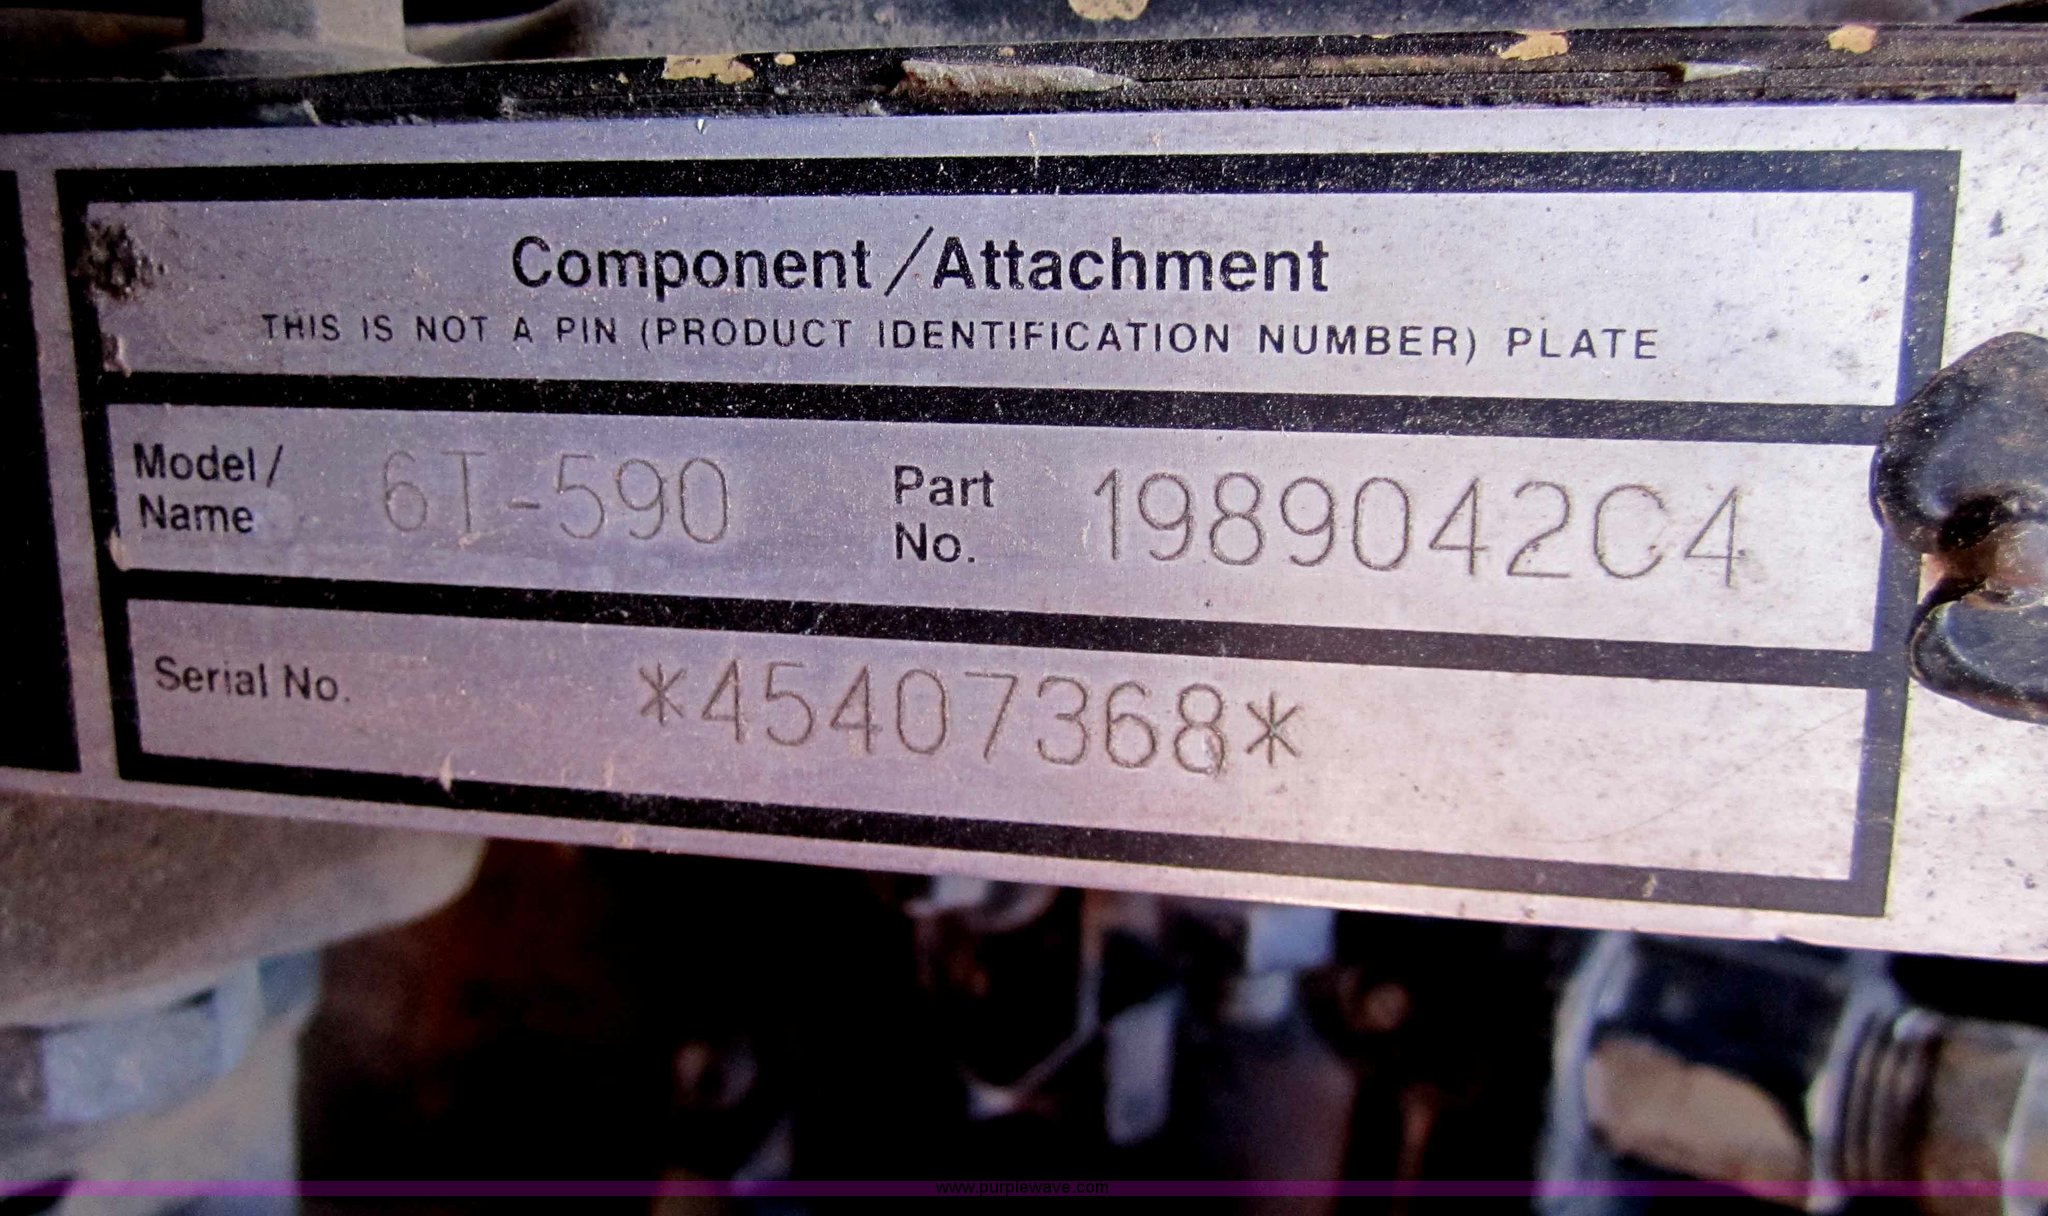 Component/Attachment
THIS IS NOT A PIN (PRODUCT IDENTIFICATION NUMBER) PLATE
Model/Name 6T-590 Part No. 1989042C4
Serial No. *45407368*
www.purplewave.com